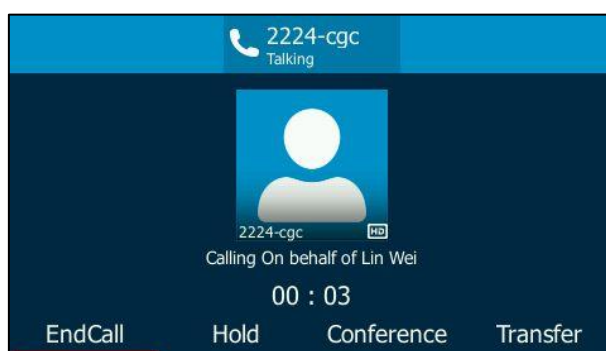 2224-cgc
Talking
2224-cgc HD
Calling On behalf of Lin Wei
00 : 03
EndCall Hold Conference Transfer